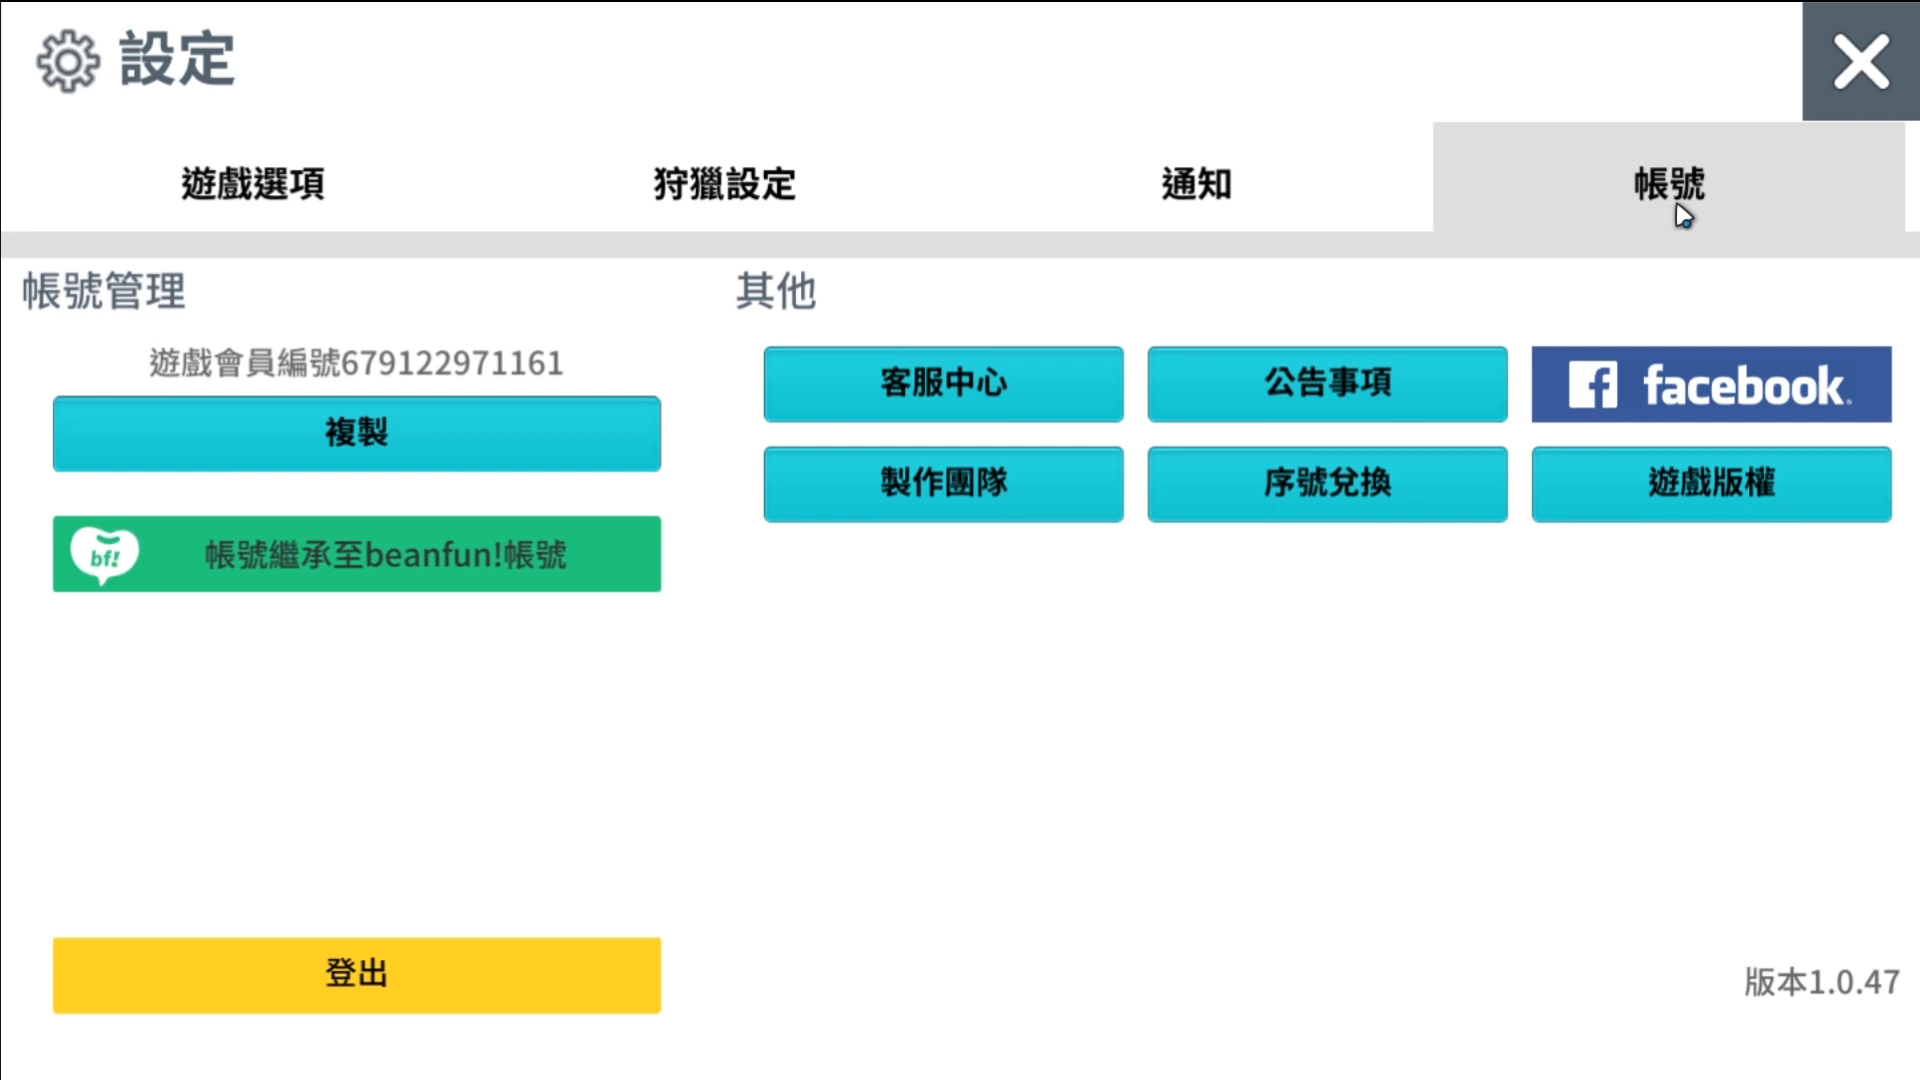 設定
遊戲選項
狩獵設定
通知
帳號
帳號管理
遊戲會員編號679122971161
複製
bf!
帳號繼承至beanfun!帳號
登出
其他
客服中心
公告事項
facebook
製作團隊
序號兌換
遊戲版權
版本1.0.47